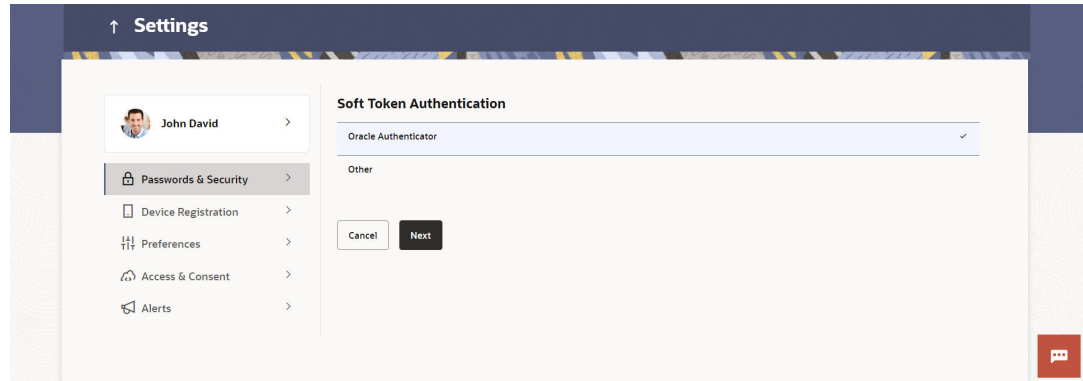 Settings
John David
Passwords & Security
Device Registration
Preferences
Access & Consent
Alerts
Soft Token Authentication
Oracle Authenticator
Other
Cancel
Next